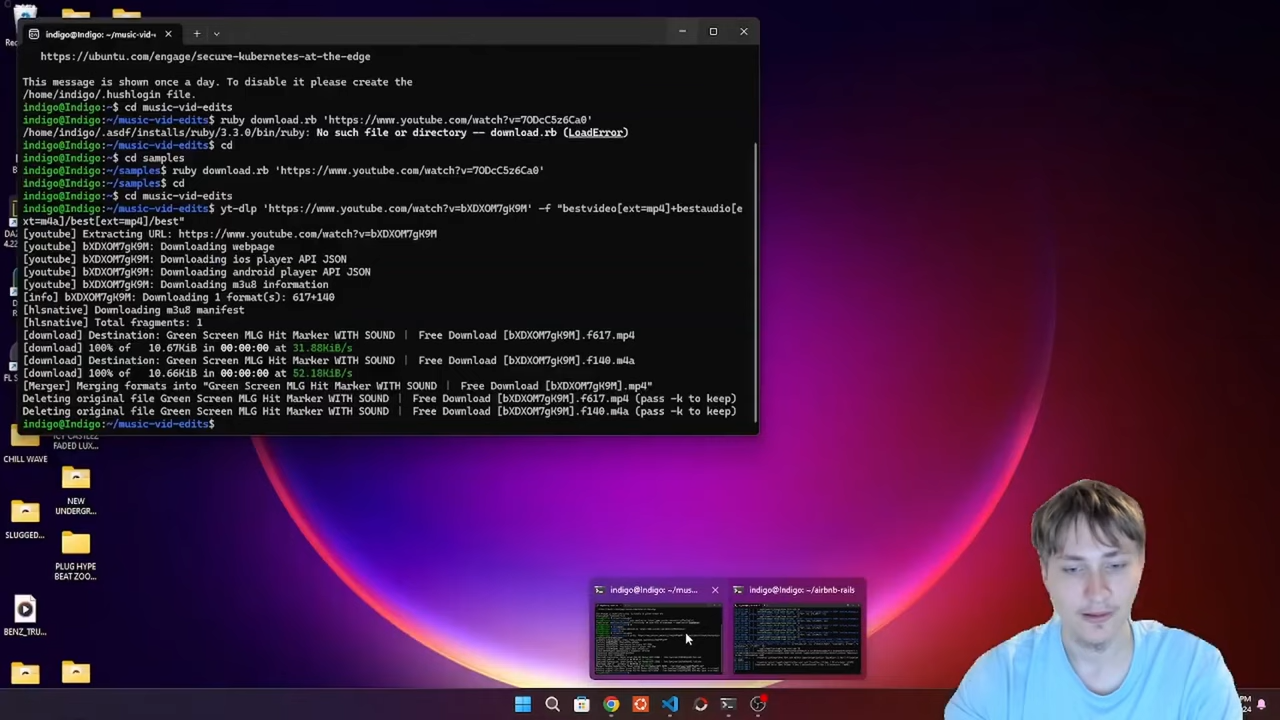 indigo@Indigo: ~/music-vid-
https://ubuntu.com/engage/secure-kubernetes-at-the-edge
This message is shown once a day. To disable it please create the
/home/indigo/.hushlogin file.
indigo@Indigo:~$ cd music-vid-edits
indigo@Indigo:~/music-vid-edits$ ruby download.rb 'https://www.youtube.com/watch?v=7ODcC5z6Ca0'
/home/indigo/.asdf/installs/ruby/3.3.0/bin/ruby: No such file or directory -- download.rb (LoadError)
indigo@Indigo:~/music-vid-edits$ cd
indigo@Indigo:~$ cd samples
indigo@Indigo:~/samples$ ruby download.rb 'https://www.youtube.com/watch?v=7ODcC5z6Ca0'
indigo@Indigo:~/samples$ cd
indigo@Indigo:~$ cd music-vid-edits
indigo@Indigo:~/music-vid-edits$ yt-dlp 'https://www.youtube.com/watch?v=bXDXOM7gK9M' -f "bestvideo[ext=mp4]+bestaudio[e
xt=m4a]/best[ext=mp4]/best"
[youtube] Extracting URL: https://www.youtube.com/watch?v=bXDXOM7gK9M
[youtube] bXDXOM7gK9M: Downloading webpage
[youtube] bXDXOM7gK9M: Downloading ios player API JSON
[youtube] bXDXOM7gK9M: Downloading android player API JSON
[youtube] bXDXOM7gK9M: Downloading m3u8 information
[info] bXDXOM7gK9M: Downloading 1 format(s): 617+140
[hlsnative] Downloading m3u8 manifest
[hlsnative] Total fragments: 1
[download] Destination: Green Screen MLG Hit Marker WITH SOUND | Free Download [bXDXOM7gK9M].f617.mp4
[download] 100% of 10.67KiB in 00:00:00 at 31.88KiB/s
[download] Destination: Green Screen MLG Hit Marker WITH SOUND | Free Download [bXDXOM7gK9M].f140.m4a
[download] 100% of 10.66KiB in 00:00:00 at 52.18KiB/s
[Merger] Merging formats into "Green Screen MLG Hit Marker WITH SOUND | Free Download [bXDXOM7gK9M].mp4"
Deleting original file Green Screen MLG Hit Marker WITH SOUND | Free Download [bXDXOM7gK9M].f617.mp4 (pass -k to keep)
Deleting original file Green Screen MLG Hit Marker WITH SOUND | Free Download [bXDXOM7gK9M].f140.m4a (pass -k to keep)
indigo@Indigo:~/music-vid-edits$
FADED LUX...
CHILL WAVE
NEW
UNDERGR...
SLUGGED...
PLUG HYPE
BEAT ZOO...
BENZ_TRU...
indigo@Indigo: ~/mus...
indigo@Indigo: ~/airbnb-rails